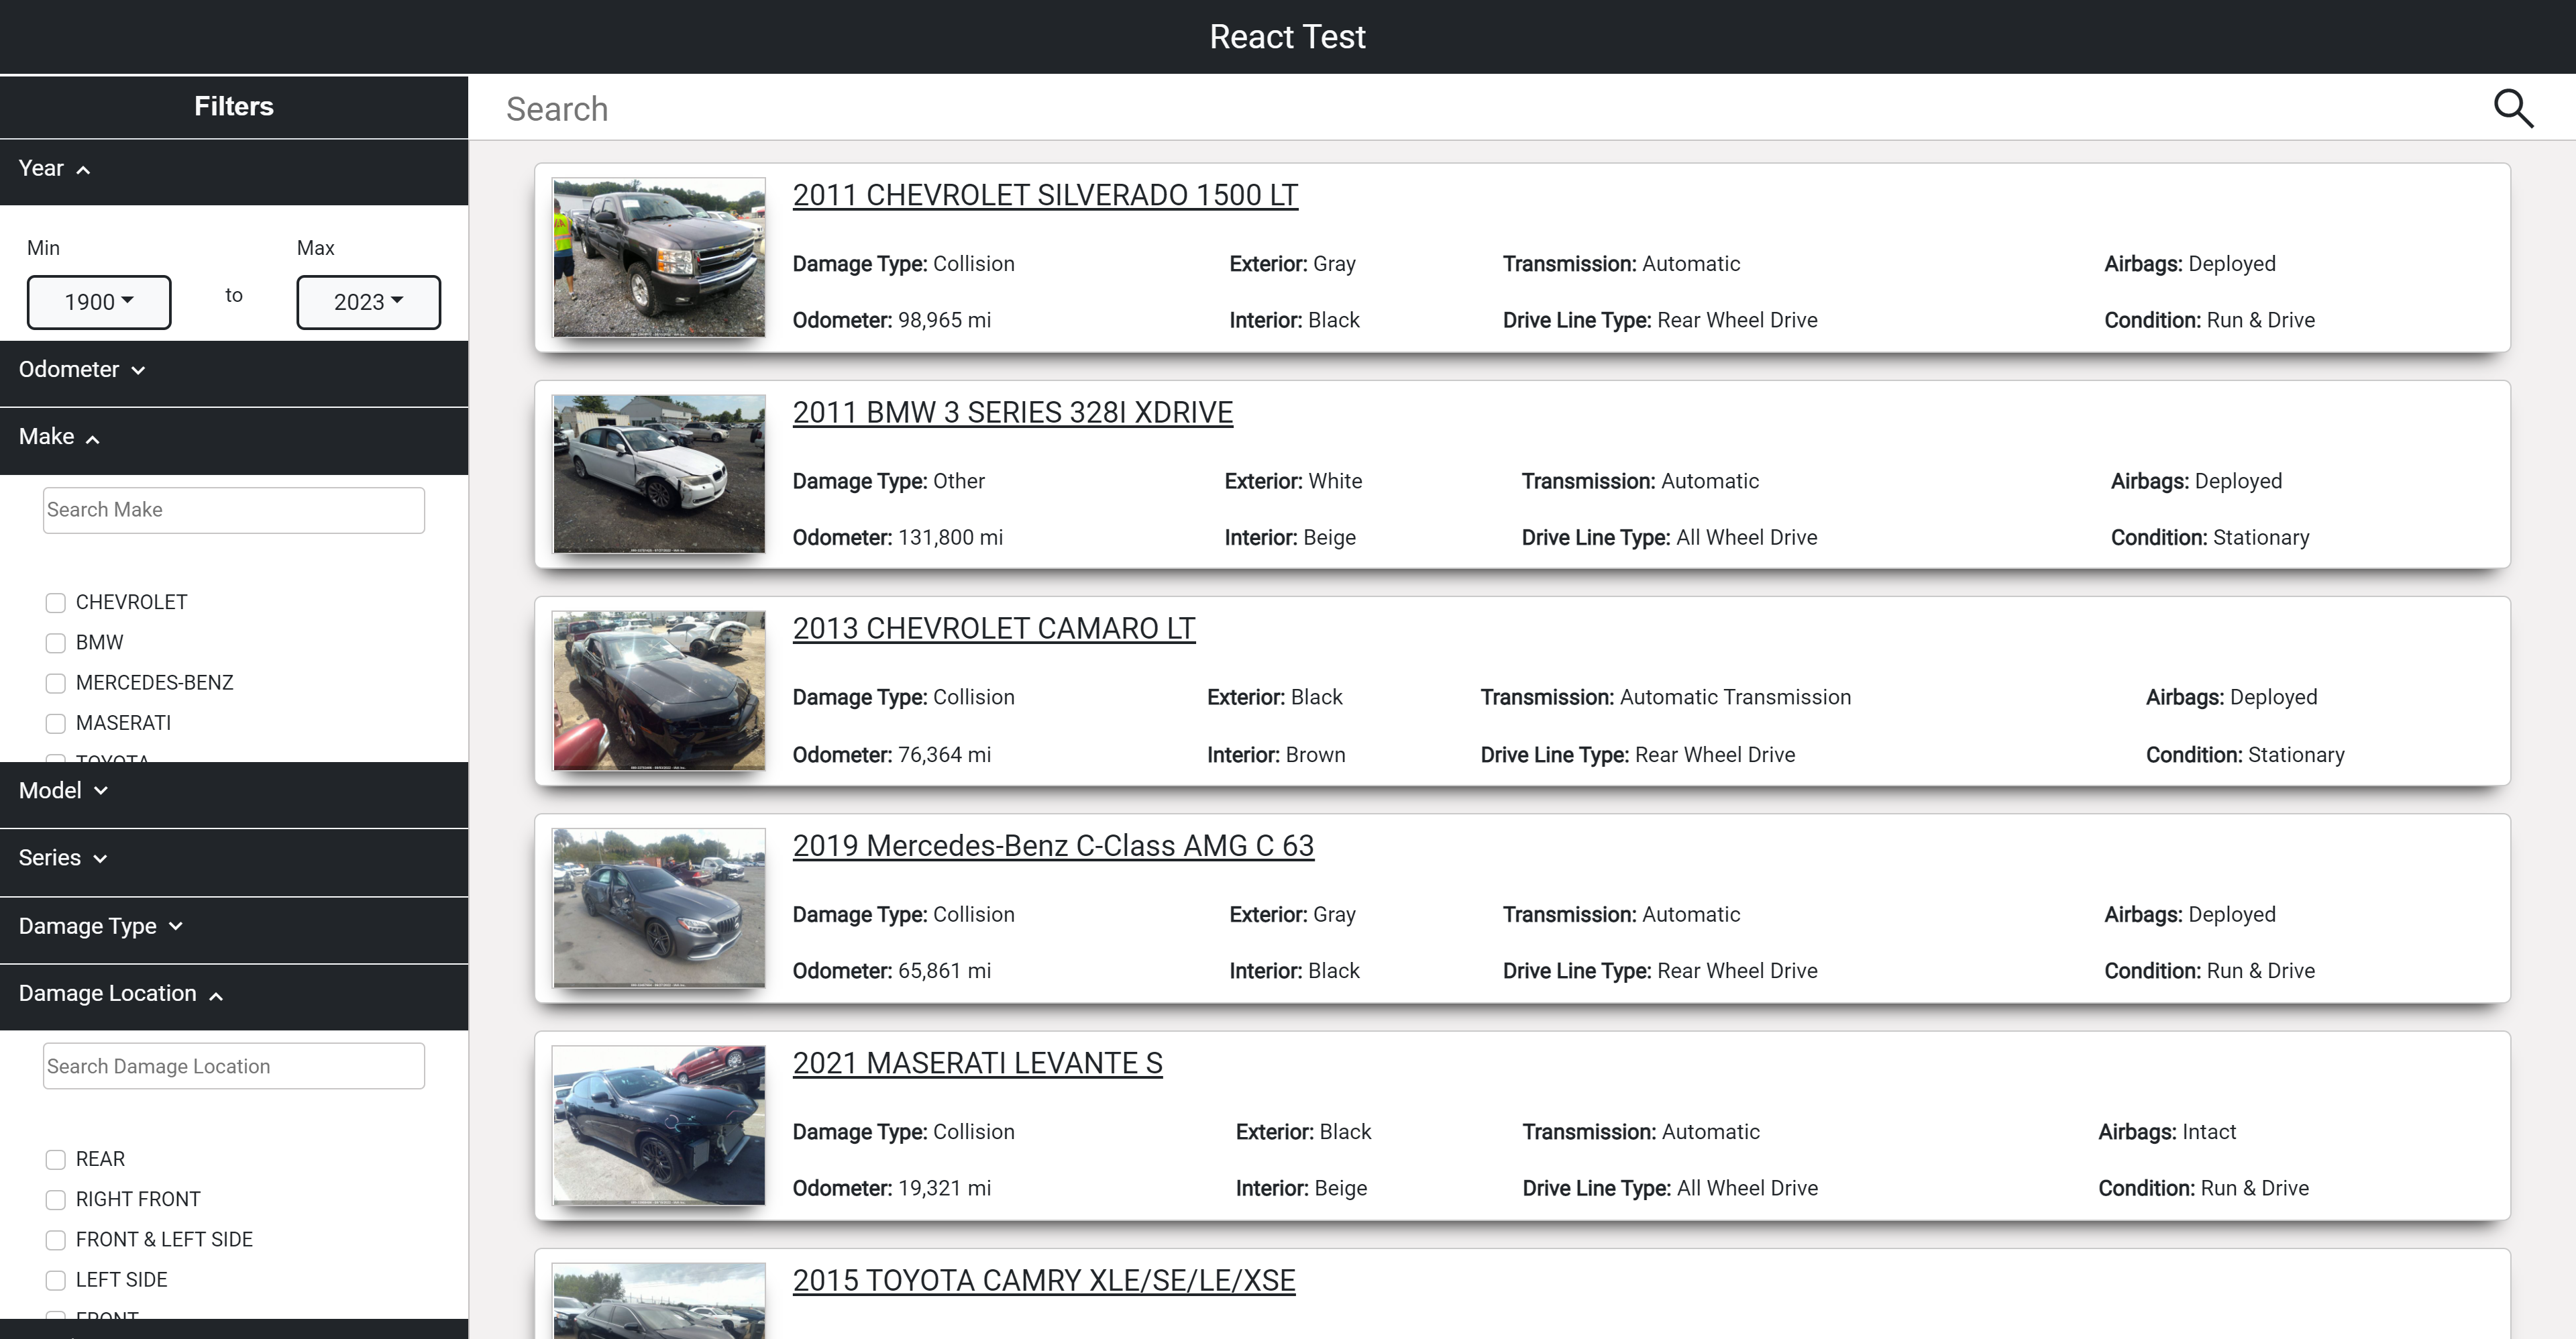 React Test
Filters
Year
Min
Max
1900
to
2023
Odometer
Make
Search Make
CHEVROLET
BMW
MERCEDES-BENZ
MASERATI
TOYOTA
Model
Series
Damage Type
Damage Location
Search Damage Location
REAR
RIGHT FRONT
FRONT & LEFT SIDE
LEFT SIDE
FRONT
Search
2011 CHEVROLET SILVERADO 1500 LT
Damage Type: Collision Exterior: Gray Transmission: Automatic Airbags: Deployed
Odometer: 98,965 mi Interior: Black Drive Line Type: Rear Wheel Drive Condition: Run & Drive
2011 BMW 3 SERIES 328I XDRIVE
Damage Type: Other Exterior: White Transmission: Automatic Airbags: Deployed
Odometer: 131,800 mi Interior: Beige Drive Line Type: All Wheel Drive Condition: Stationary
2013 CHEVROLET CAMARO LT
Damage Type: Collision Exterior: Black Transmission: Automatic Transmission Airbags: Deployed
Odometer: 76,364 mi Interior: Brown Drive Line Type: Rear Wheel Drive Condition: Stationary
2019 Mercedes-Benz C-Class AMG C 63
Damage Type: Collision Exterior: Gray Transmission: Automatic Airbags: Deployed
Odometer: 65,861 mi Interior: Black Drive Line Type: Rear Wheel Drive Condition: Run & Drive
2021 MASERATI LEVANTE S
Damage Type: Collision Exterior: Black Transmission: Automatic Airbags: Intact
Odometer: 19,321 mi Interior: Beige Drive Line Type: All Wheel Drive Condition: Run & Drive
2015 TOYOTA CAMRY XLE/SE/LE/XSE